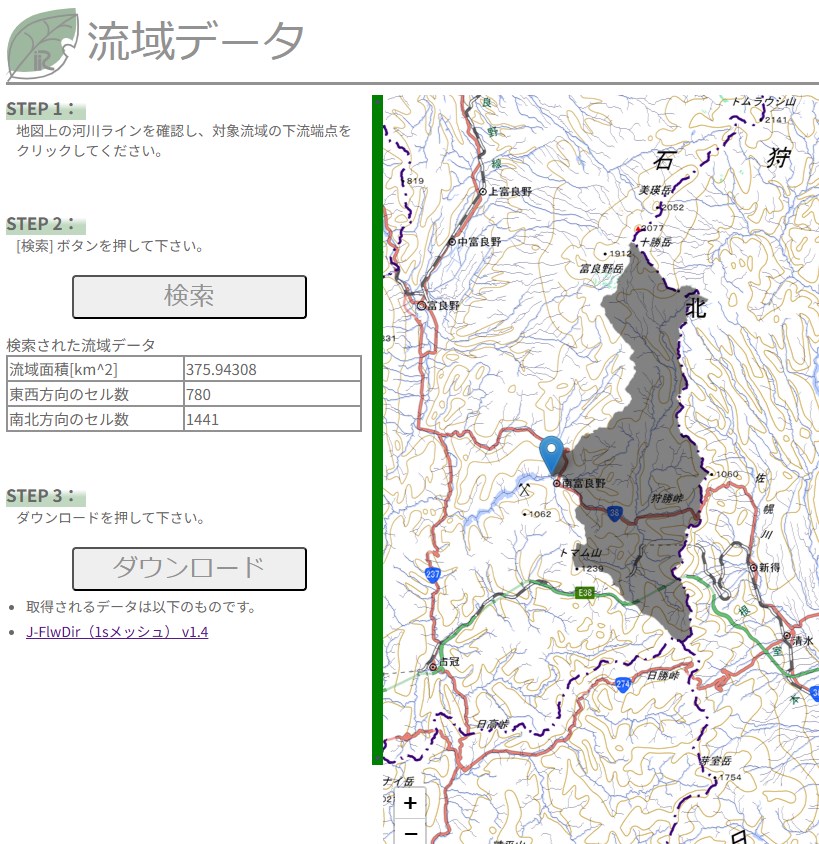 流域データ
STEP 1：
地図上の河川ラインを確認し、対象流域の下流端点を
クリックしてください。
STEP 2：
[検索] ボタンを押して下さい。
検索
検索された流域データ
流域面積[km^2] 375.94308
東西方向のセル数 780
南北方向のセル数 1441
STEP 3：
ダウンロードを押して下さい。
ダウンロード
取得されるデータは以下のものです。
J-FlwDir（1sメッシュ） v1.4
トムラウシ山
2141
良
野
線
石
狩
819
美瑛岳
2052
上富良野
2077
十勝岳
中富良野
1912
富良野岳
富良野
北
831
1060
佐
幌
川
南富良野
狩勝峠
38
1062
トマム山
1239
新得
237
E38
根
室
本
清水
占冠
日勝峠
274
38
日高峠
芽室岳
1754
ナイ岳
+
−
日